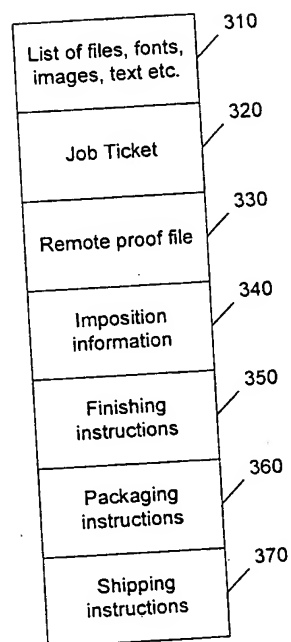 310
List of files, fonts,
images, text etc.
320
Job Ticket
330
Remote proof file
340
Imposition
information
350
Finishing
instructions
360
Packaging
instructions
370
Shipping
instructions